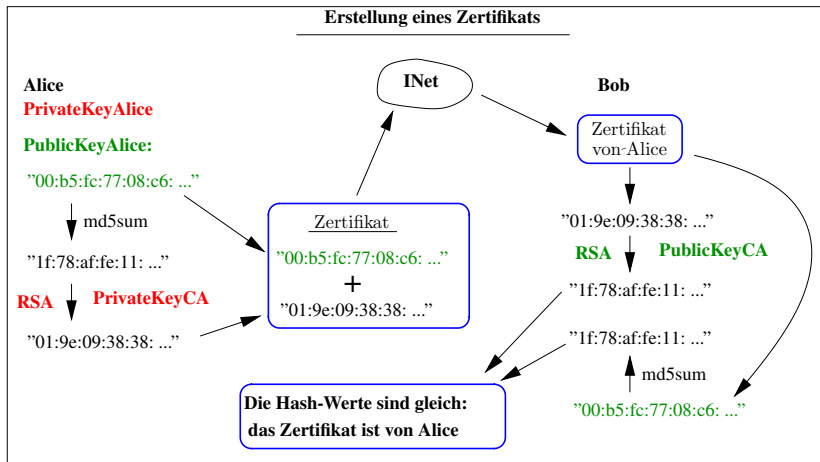 Erstellung eines Zertifikats
Alice
PrivateKeyAlice
PublicKeyAlice:
"00:b5:fc:77:08:c6: ..."
md5sum
"1f:78:af:fe:11: ..."
RSA
PrivateKeyCA
"01:9e:09:38:38: ..."
Zertifikat
"00:b5:fc:77:08:c6: ..."
+
"01:9e:09:38:38: ..."
INet
Bob
Zertifikat
von Alice
"01:9e:09:38:38: ..."
RSA
PublicKeyCA
"1f:78:af:fe:11: ..."
"1f:78:af:fe:11: ..."
md5sum
"00:b5:fc:77:08:c6: ..."
Die Hash-Werte sind gleich:
das Zertifikat ist von Alice